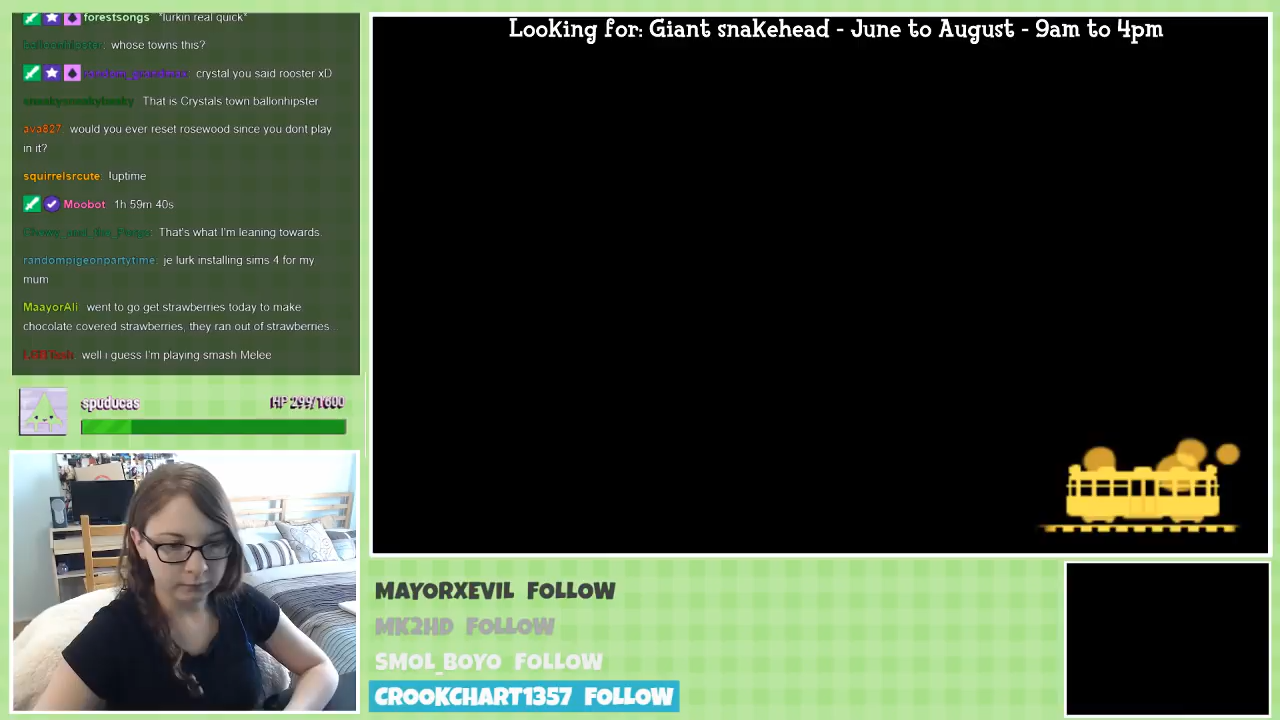 forestsongs *lurkin real quick*
ballonhipster: whose towns this?
random_grandmas: crystal you said rooster xD
That is Crystals town ballonhipster
ava827: would you ever reset rosewood since you dont play
in it?
squirrelsrcute: !uptime
Moobot: 1h 59m 40s
That's what I'm leaning towards.
randompigeonpartytime: je lurk installing sims 4 for my
mum
MaayorAli: went to go get strawberries today to make
chocolate covered strawberries, they ran out of strawberries..
well i guess I'm playing smash Melee
spuducas HP 299/1600
Looking for: Giant snakehead - June to August - 9am to 4pm
MAYORXEVIL FOLLOW
MK2HD FOLLOW
SMOL_BOYO FOLLOW
CROOKCHART1357 FOLLOW